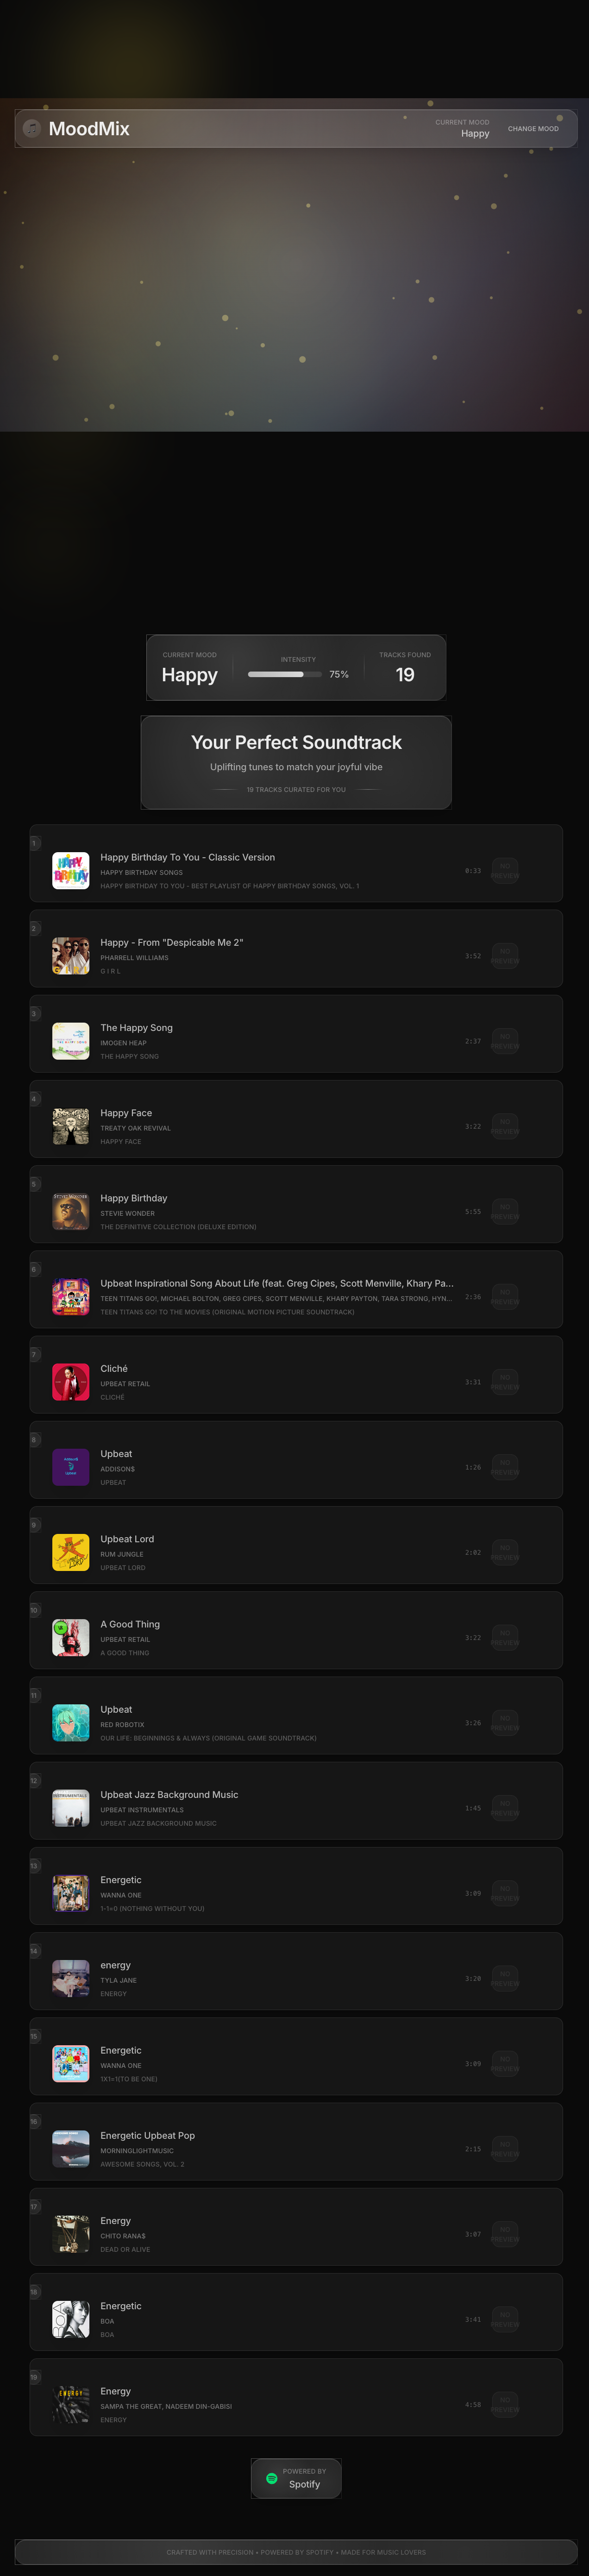 MoodMix
CURRENT MOOD
Happy
CHANGE MOOD
CURRENT MOOD
Happy
INTENSITY
75%
TRACKS FOUND
19
Your Perfect Soundtrack
Uplifting tunes to match your joyful vibe
19 TRACKS CURATED FOR YOU
1
Happy Birthday To You - Classic Version
HAPPY BIRTHDAY SONGS
HAPPY BIRTHDAY TO YOU - BEST PLAYLIST OF HAPPY BIRTHDAY SONGS, VOL. 1
0:33
NO PREVIEW
2
Happy - From "Despicable Me 2"
PHARRELL WILLIAMS
G I R L
3:52
NO PREVIEW
3
The Happy Song
IMOGEN HEAP
THE HAPPY SONG
2:37
NO PREVIEW
4
Happy Face
TREATY OAK REVIVAL
HAPPY FACE
3:22
NO PREVIEW
5
Happy Birthday
STEVIE WONDER
THE DEFINITIVE COLLECTION (DELUXE EDITION)
5:55
NO PREVIEW
6
Upbeat Inspirational Song About Life (feat. Greg Cipes, Scott Menville, Khary Pa...
TEEN TITANS GO!, MICHAEL BOLTON, GREG CIPES, SCOTT MENVILLE, KHARY PAYTON, TARA STRONG, HYN...
TEEN TITANS GO! TO THE MOVIES (ORIGINAL MOTION PICTURE SOUNDTRACK)
2:36
NO PREVIEW
7
Cliché
UPBEAT RETAIL
CLICHÉ
3:31
NO PREVIEW
8
Upbeat
ADDISON$
UPBEAT
1:26
NO PREVIEW
9
Upbeat Lord
RUM JUNGLE
UPBEAT LORD
2:02
NO PREVIEW
10
A Good Thing
UPBEAT RETAIL
A GOOD THING
3:22
NO PREVIEW
11
Upbeat
RED ROBOTIX
OUR LIFE: BEGINNINGS & ALWAYS (ORIGINAL GAME SOUNDTRACK)
3:26
NO PREVIEW
12
Upbeat Jazz Background Music
UPBEAT INSTRUMENTALS
UPBEAT JAZZ BACKGROUND MUSIC
1:45
NO PREVIEW
13
Energetic
WANNA ONE
1-1=0 (NOTHING WITHOUT YOU)
3:09
NO PREVIEW
14
energy
TYLA JANE
ENERGY
3:20
NO PREVIEW
15
Energetic
WANNA ONE
1X1=1(TO BE ONE)
3:09
NO PREVIEW
16
Energetic Upbeat Pop
MORNINGLIGHTMUSIC
AWESOME SONGS, VOL. 2
2:15
NO PREVIEW
17
Energy
CHITO RANA$
DEAD OR ALIVE
3:07
NO PREVIEW
18
Energetic
BOA
BOA
3:41
NO PREVIEW
19
Energy
SAMPA THE GREAT, NADEEM DIN-GABISI
ENERGY
4:58
NO PREVIEW
POWERED BY
Spotify
CRAFTED WITH PRECISION • POWERED BY SPOTIFY • MADE FOR MUSIC LOVERS